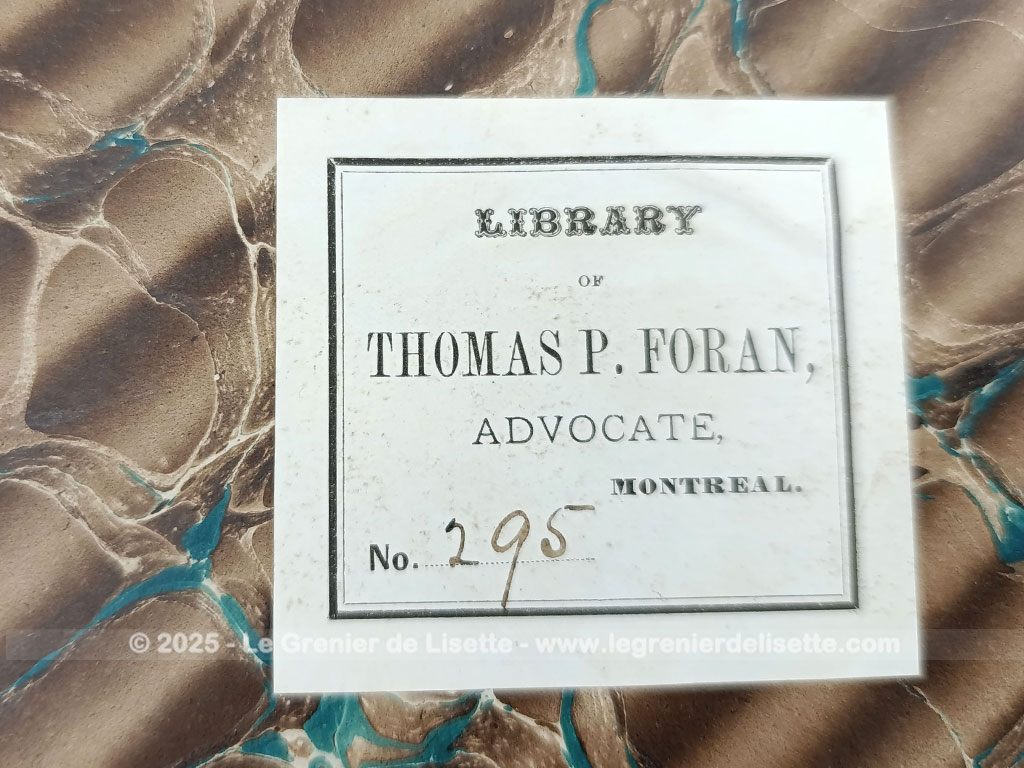 LIBRARY
OF
THOMAS P. FORAN,
ADVOCATE,
MONTREAL.
No. 295
© 2025 - Le Grenier de Lisette - www.legrenierdelisette.com